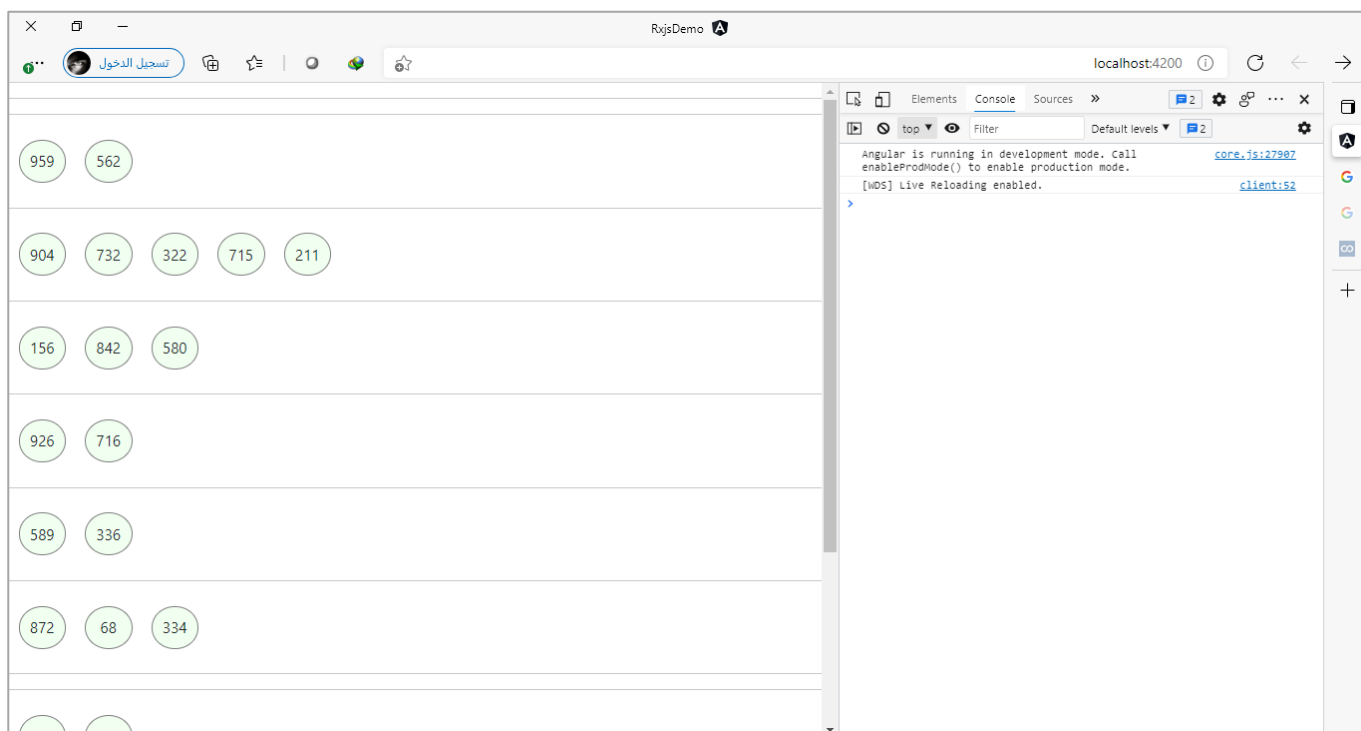 RxjsDemo
تسجيل الدخول
localhost:4200
Elements Console Sources
2
top
Filter
Default levels
2
Angular is running in development mode. Call core.js:27907
enableProdMode() to enable production mode.
[WDS] Live Reloading enabled. client:52
959 562
904 732 322 715 211
156 842 580
926 716
589 336
872 68 334